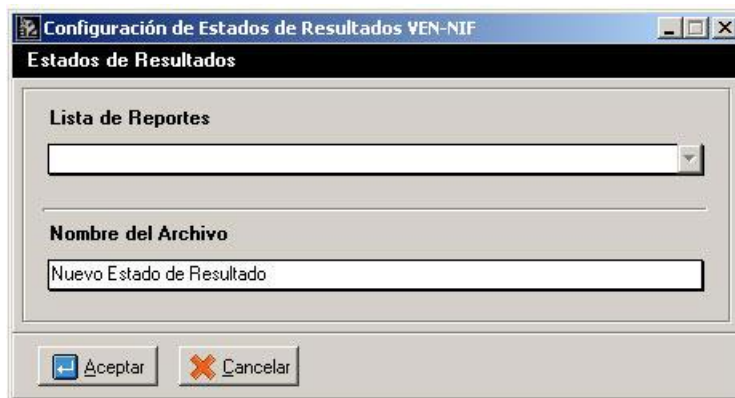 Configuración de Estados de Resultados VEN-NIF
Estados de Resultados
Lista de Reportes
Nombre del Archivo
Nuevo Estado de Resultado
Aceptar
Cancelar